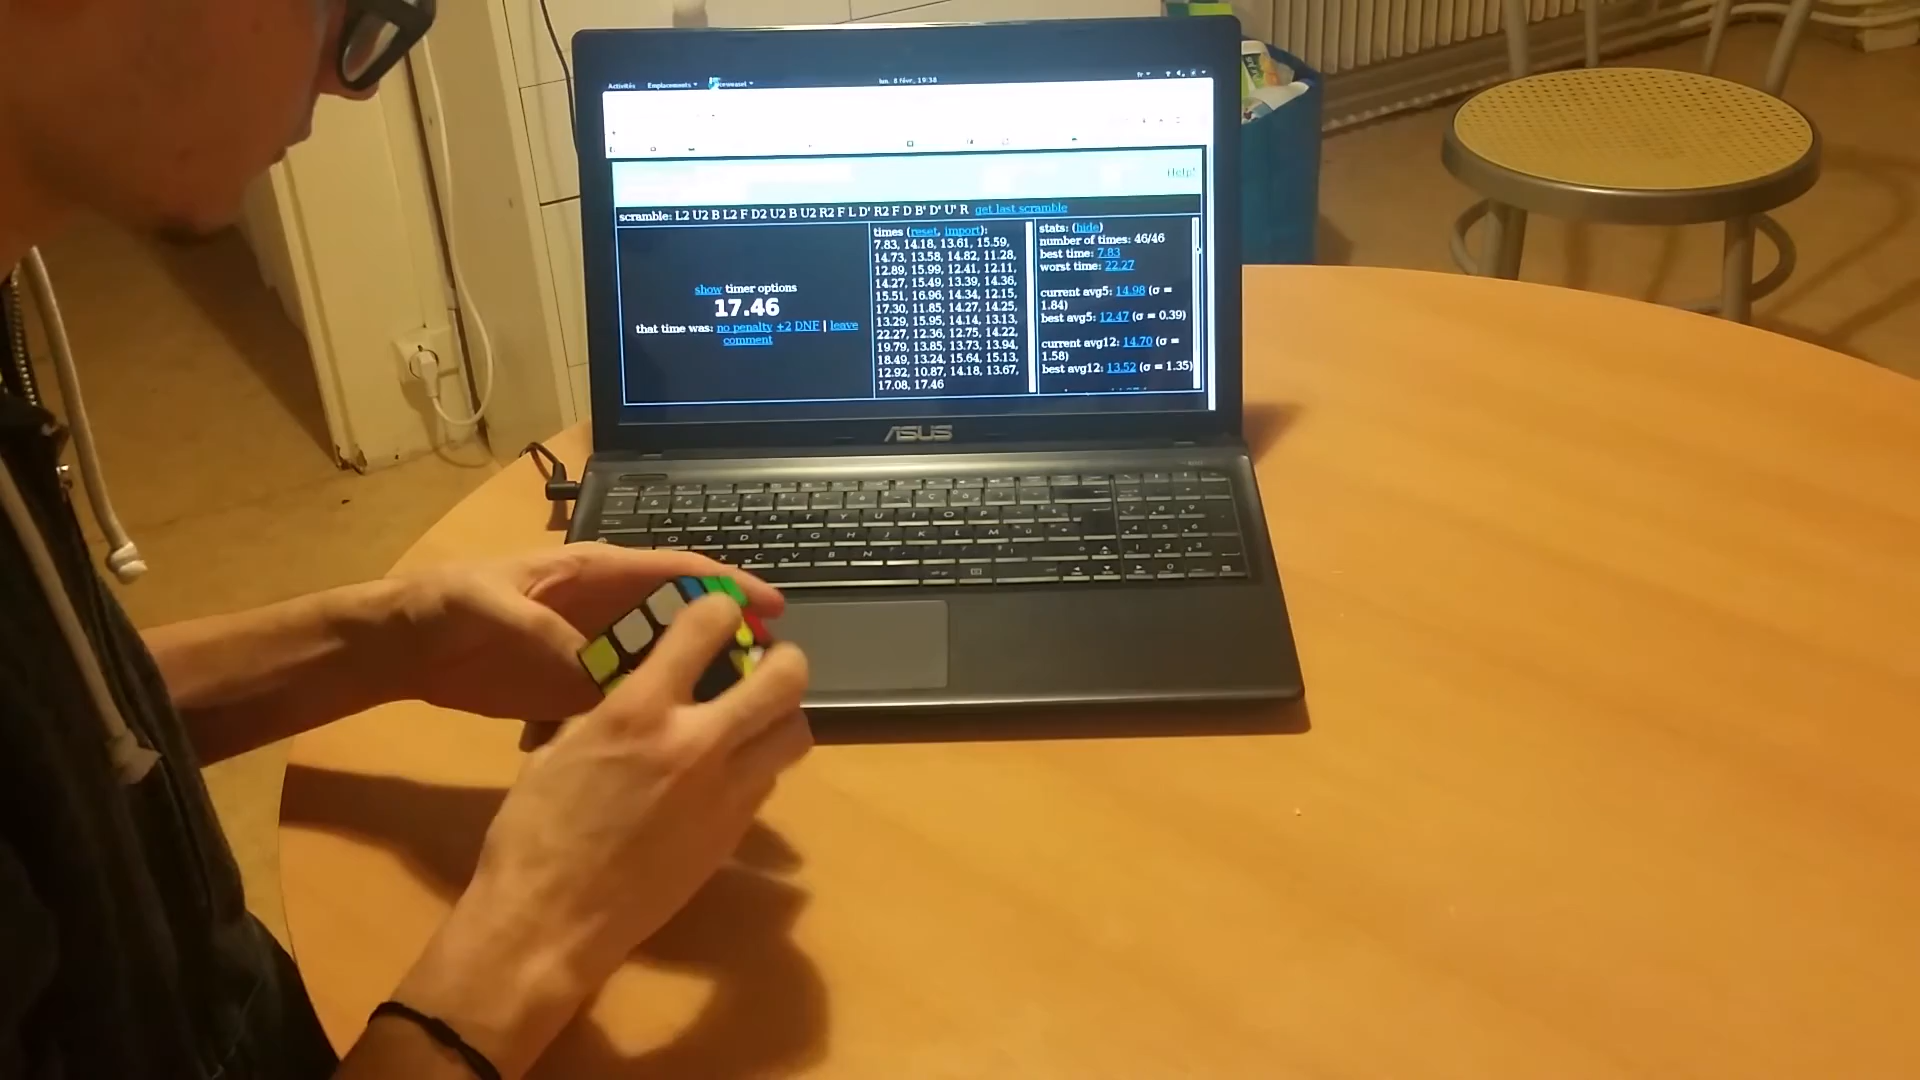 Activités Emplacements Iceweasel lun. 8 févr., 19:38 fr
Help!
scramble: L2 U2 B L2 F D2 U2 B U2 R2 F L D' R2 F D B' D' U' R get last scramble
show timer options
17.46
that time was: no penalty +2 DNF | leave
comment
times (reset, import):
7.83, 14.18, 13.61, 15.59,
14.73, 13.58, 14.82, 11.28,
12.89, 15.99, 12.41, 12.11,
14.27, 15.49, 13.39, 14.36,
15.51, 16.96, 14.34, 12.15,
17.30, 11.85, 14.27, 14.25,
13.29, 15.95, 14.14, 13.13,
22.27, 12.36, 12.75, 14.22,
19.79, 13.85, 13.73, 13.94,
18.49, 13.24, 15.64, 15.13,
12.92, 10.87, 14.18, 13.67,
17.08, 17.46
stats: (hide)
number of times: 46/46
best time: 7.83
worst time: 22.27
current avg5: 14.98 (σ =
1.84)
best avg5: 12.47 (σ = 0.39)
current avg12: 14.70 (σ =
1.58)
best avg12: 13.52 (σ = 1.35)
ASUS
A Z E R T Y U I O P
Q S D F G H J K L M
X C V B N